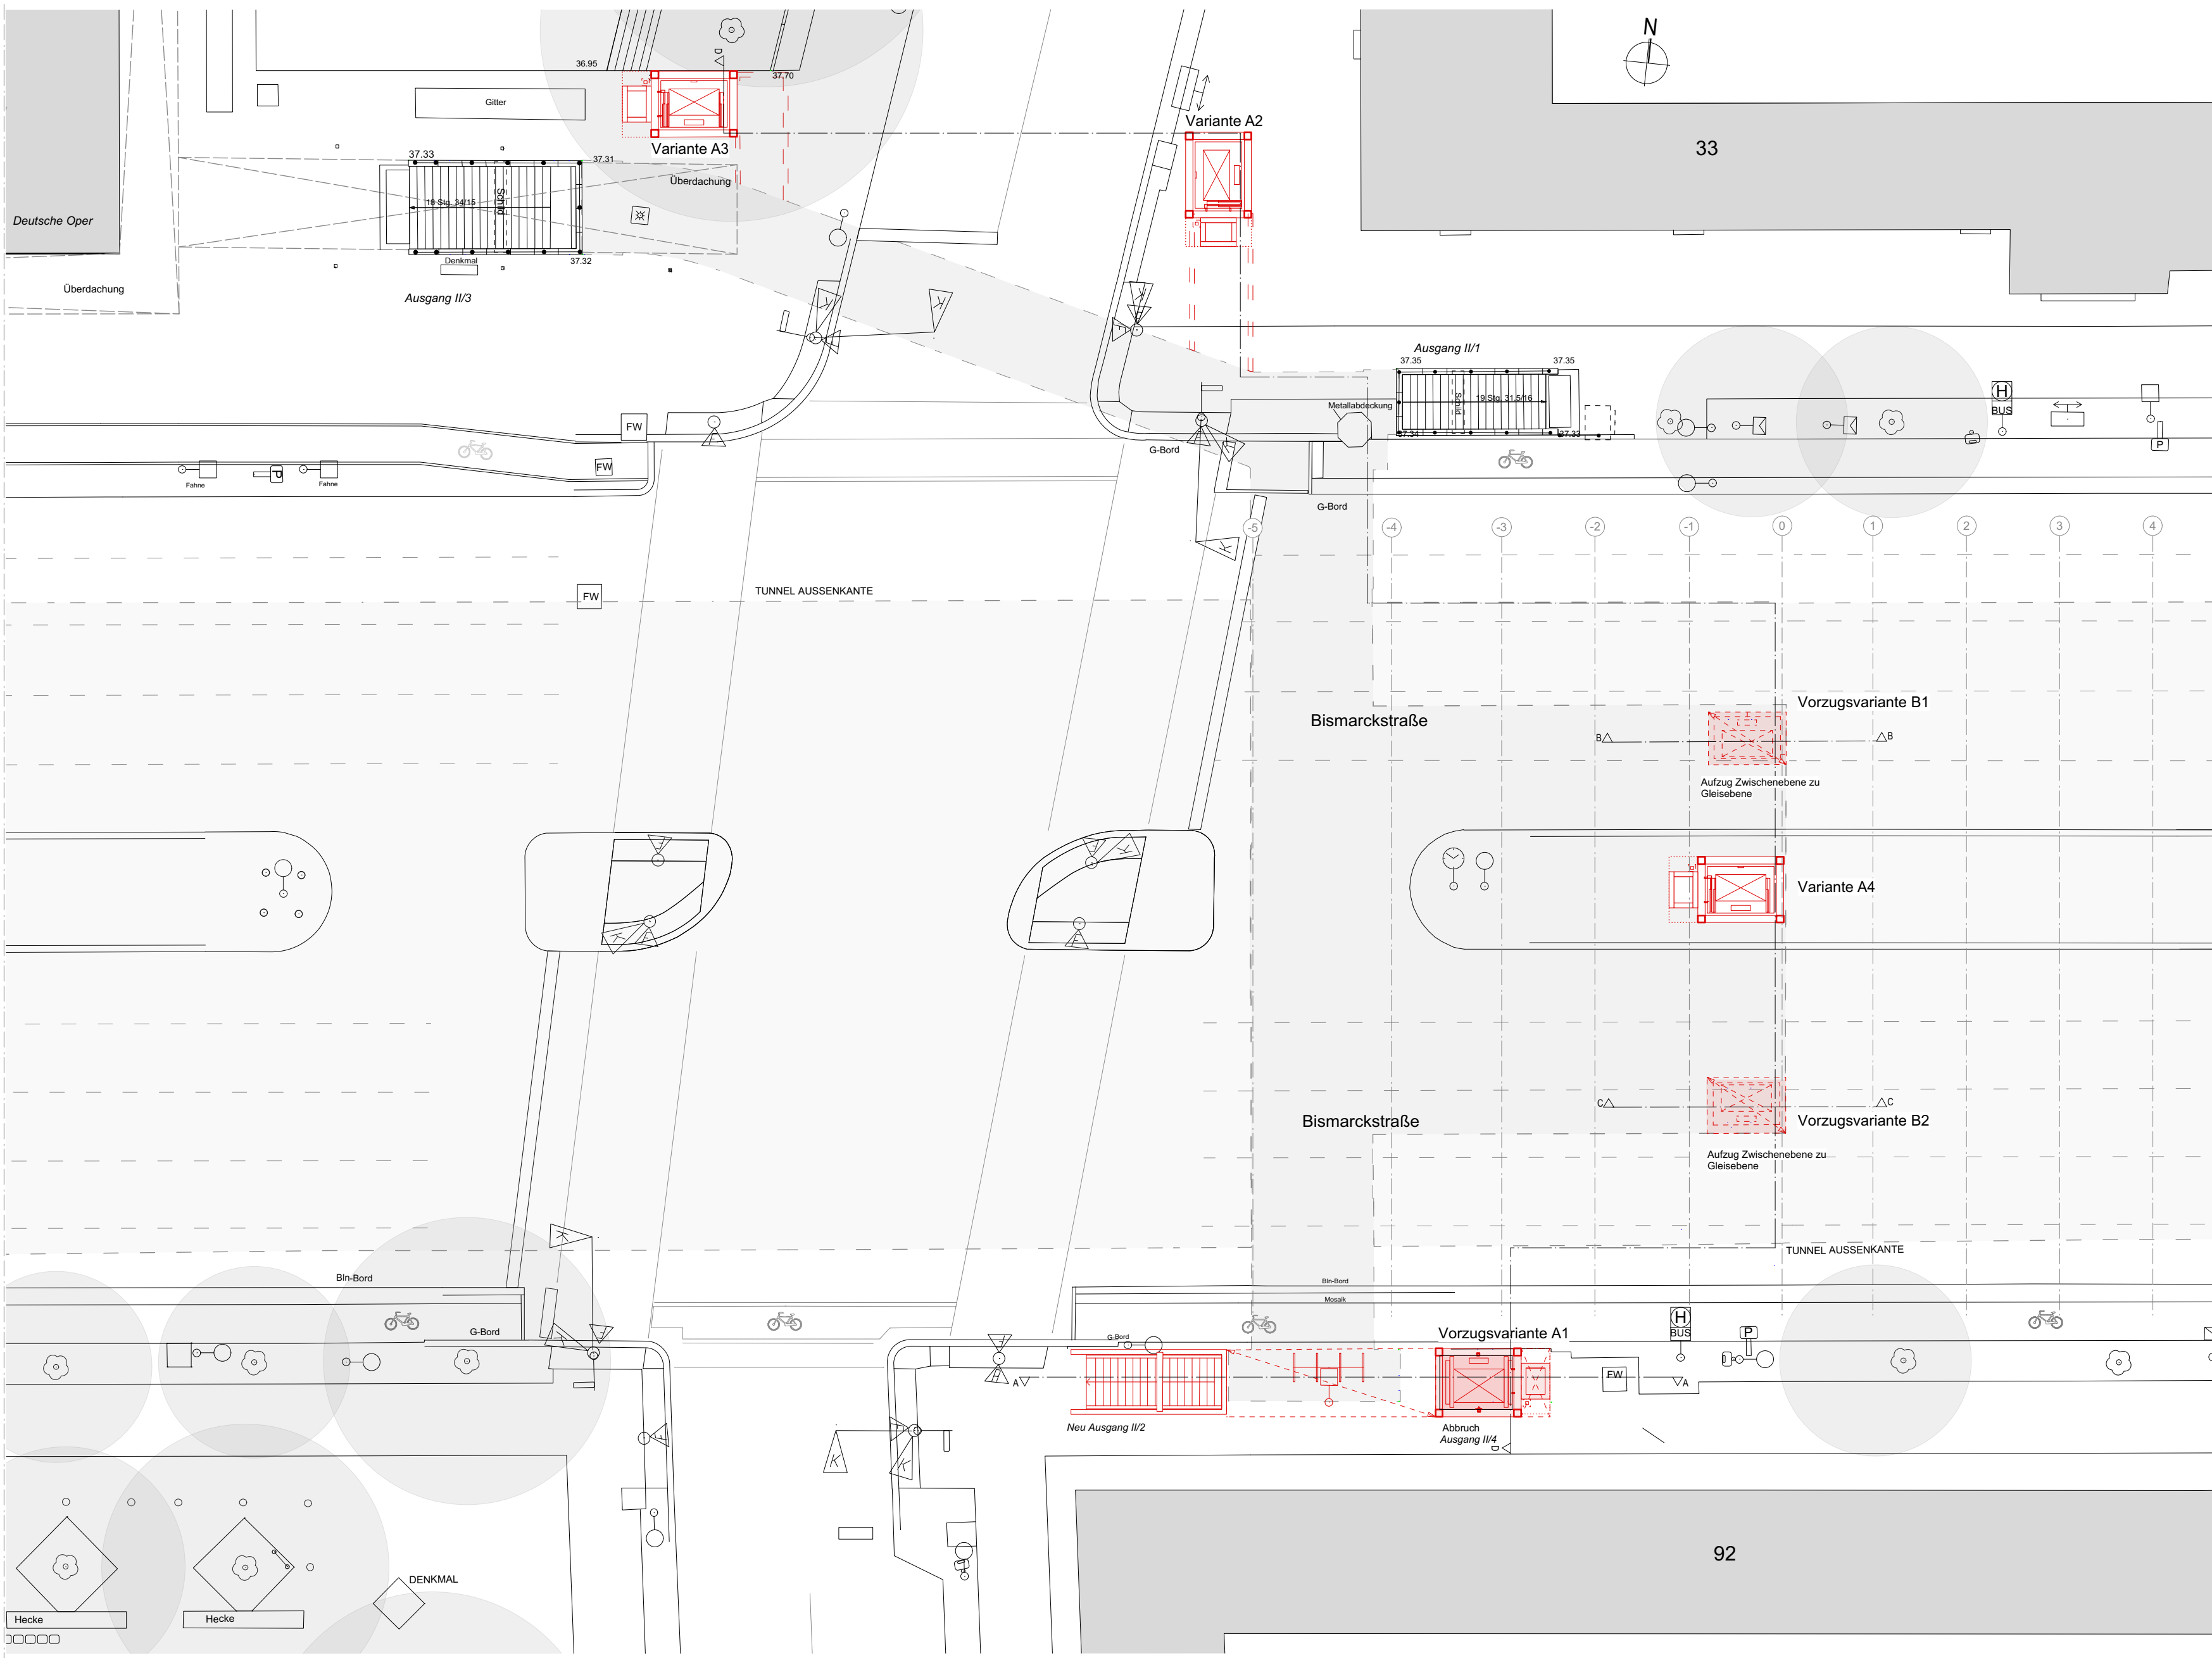 N
36.95
37.70
Gitter
Variante A3
Variante A2
33
37.33
37.31
Überdachung
18 Stg. 34/15
Schild
Deutsche Oper
Denkmal
37.32
Überdachung
Ausgang II/3
Ausgang II/1
37.35
37.35
Metallabdeckung
19 Stg. 31,5/16
Schild
37.34
37.33
H
BUS
P
FW
FW
G-Bord
Fahne
P
Fahne
G-Bord
-5
-4
-3
-2
-1
0
1
2
3
4
FW
TUNNEL AUSSENKANTE
Bismarckstraße
Vorzugsvariante B1
B
B
Aufzug Zwischenebene zu
Gleisebene
Variante A4
Bismarckstraße
C
C
Vorzugsvariante B2
Aufzug Zwischenebene zu
Gleisebene
TUNNEL AUSSENKANTE
Bln-Bord
Bln-Bord
Mosaik
G-Bord
G-Bord
Vorzugsvariante A1
H
BUS
P
FW
A
A
Neu Ausgang II/2
Abbruch
Ausgang II/4
D
D
92
DENKMAL
Hecke
Hecke